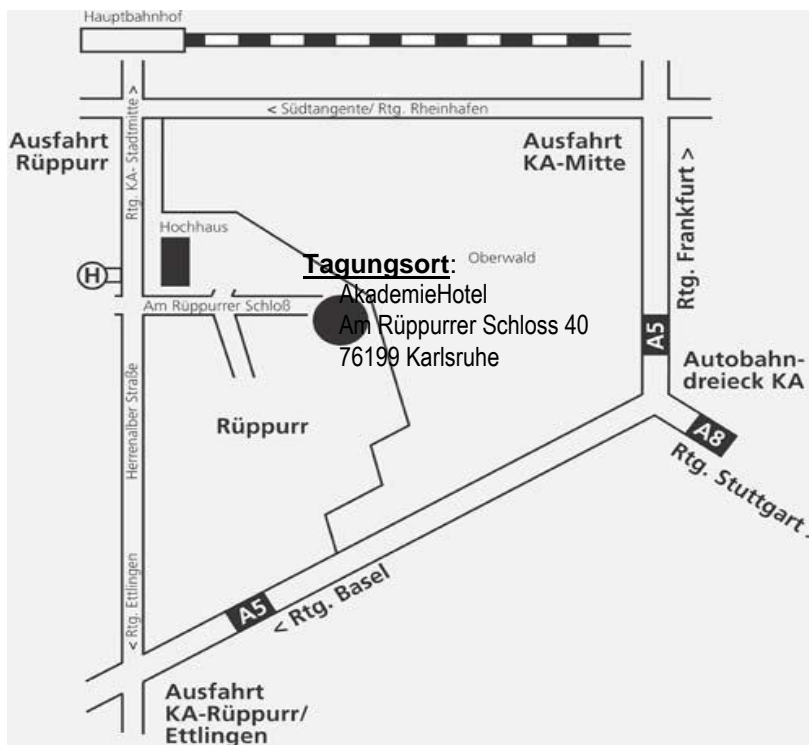 Hauptbahnhof
< Südtangente/ Rtg. Rheinhafen
Ausfahrt
Rüppurr
Rtg. KA- Stadtmitte >
Ausfahrt
KA-Mitte
Rtg. Frankfurt >
Hochhaus
Oberwald
Tagungsort:
AkademieHotel
Am Rüppurrer Schloss 40
76199 Karlsruhe
H
Am Rüppurrer Schloß
A5
Autobahn-
dreieck KA
A8
Rtg. Stuttgart >
Rüppurr
Herrenalber Straße
< Rtg. Ettlingen
A5
< Rtg. Basel
Ausfahrt
KA-Rüppurr/
Ettlingen